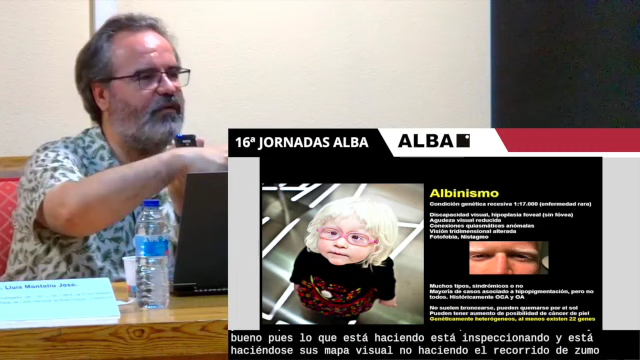 16ª JORNADAS ALBA
ALBA
Albinismo
Condición genética recesiva 1:17.000 (enfermedad rara)
Discapacidad visual, hipoplasia foveal (sin fóvea)
Agudeza visual reducida
Conexiones quiasmáticas anómalas
Visión tridimensional alterada
Fotofobia, Nistagmo
Muchos tipos, sindrómicos o no
Mayoría de casos asociado a hipopigmentación, pero no
todos. Históricamente OCA y OA
No suelen broncearse, pueden quemarse por el sol
Pueden tener aumento de posibilidad de cáncer de piel
Genéticamente heterogéneos, al menos existen 22 genes
Lluís Montoliu José.
bueno pues lo que está haciendo está inspeccionando y está
haciéndose sus mapa visual no haciendo el recorrido de zumo